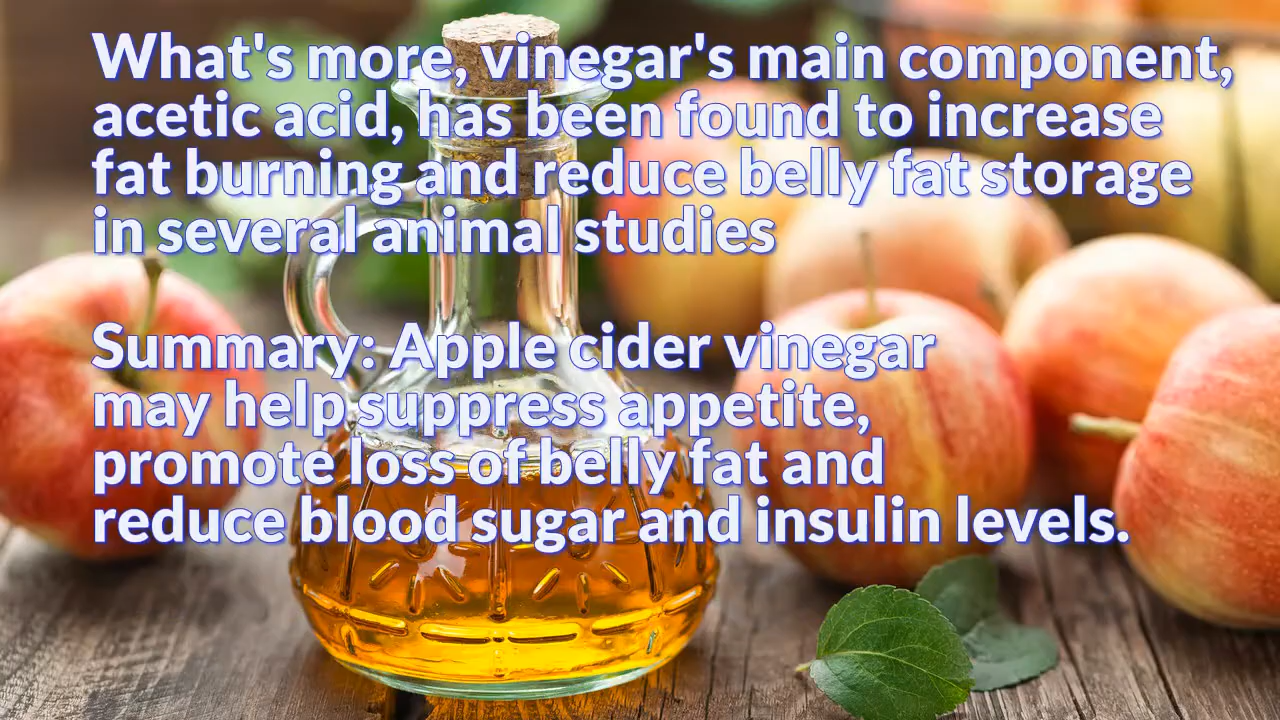 What's more, vinegar's main component,
acetic acid, has been found to increase
fat burning and reduce belly fat storage
in several animal studies
Summary: Apple cider vinegar
may help suppress appetite,
promote loss of belly fat and
reduce blood sugar and insulin levels.